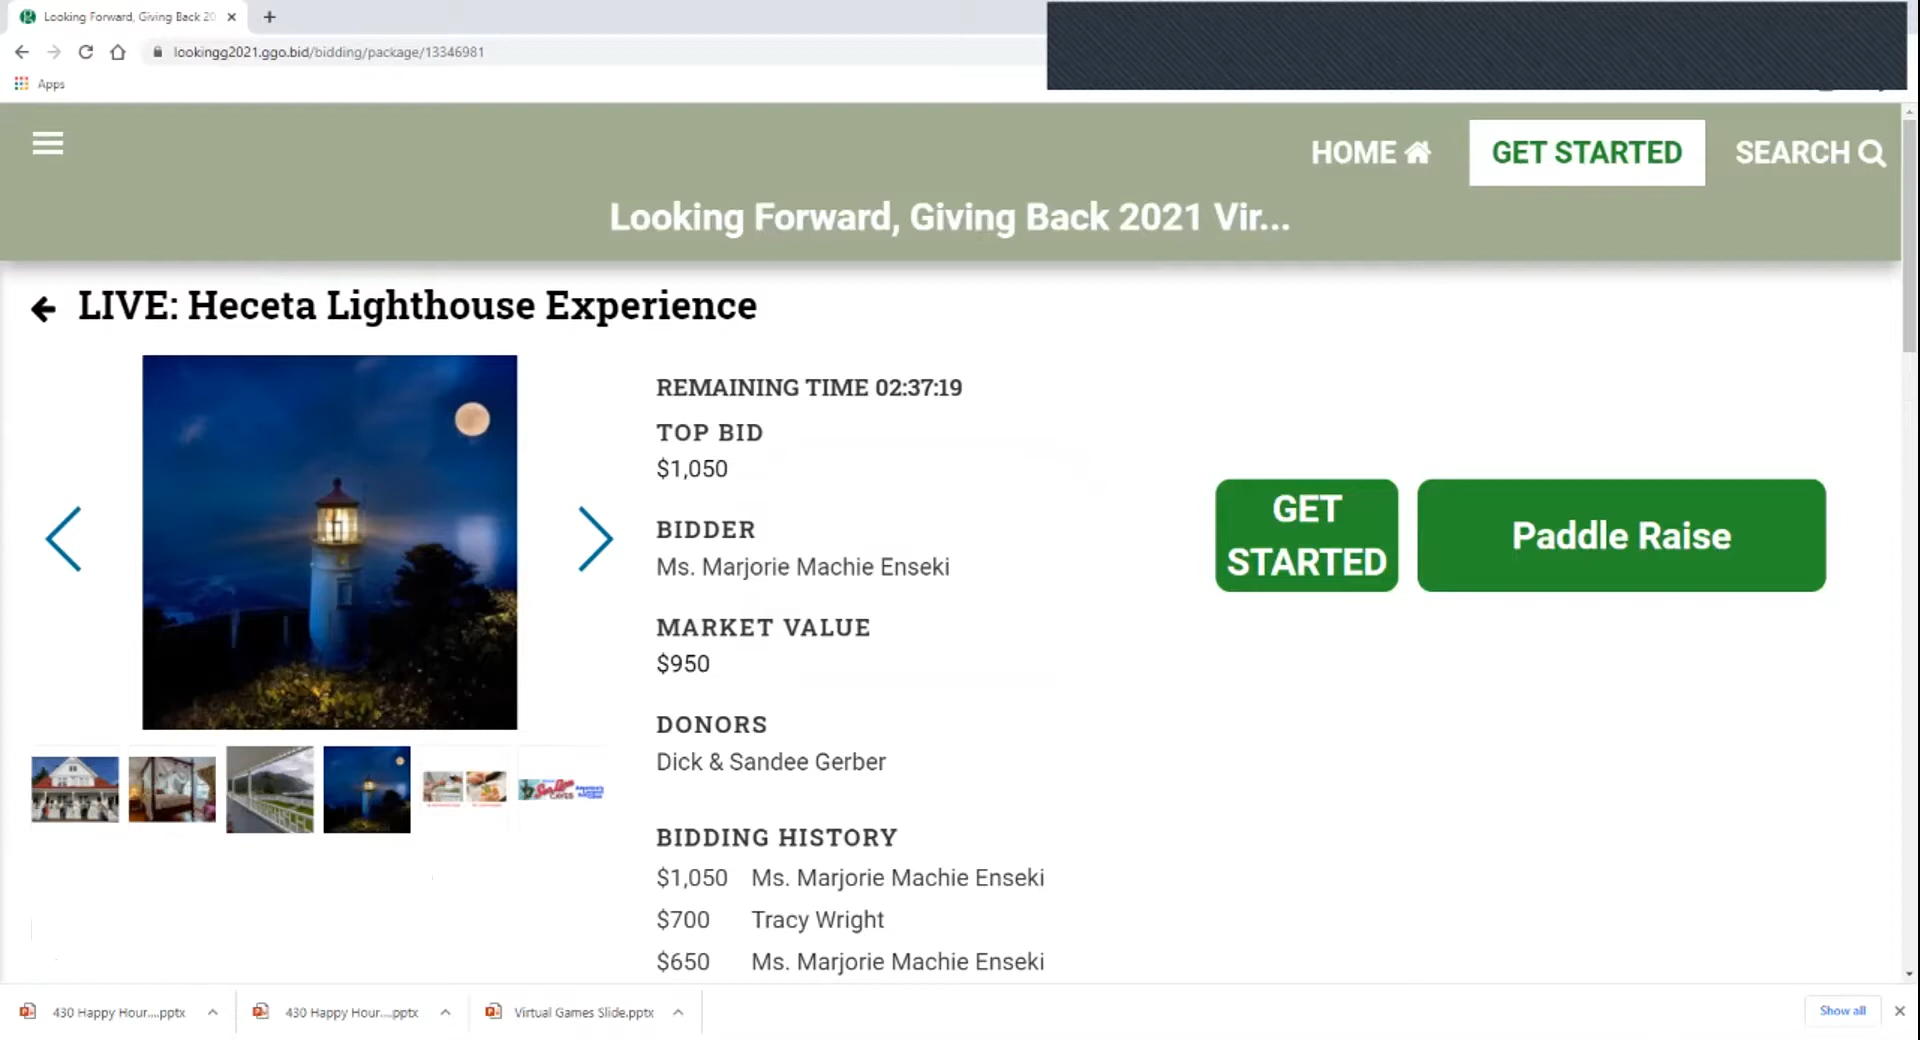 Looking Forward, Giving Back 20
lookingg2021.ggo.bid/bidding/package/13346981
Apps
HOME
GET STARTED
SEARCH
Looking Forward, Giving Back 2021 Vir...
LIVE: Heceta Lighthouse Experience
REMAINING TIME 02:37:19
TOP BID
$1,050
BIDDER
Ms. Marjorie Machie Enseki
MARKET VALUE
$950
DONORS
Dick & Sandee Gerber
BIDDING HISTORY
$1,050 Ms. Marjorie Machie Enseki
$700 Tracy Wright
$650 Ms. Marjorie Machie Enseki
GET
STARTED
Paddle Raise
430 Happy Hour....pptx
430 Happy Hour....pptx
Virtual Games Slide.pptx
Show all